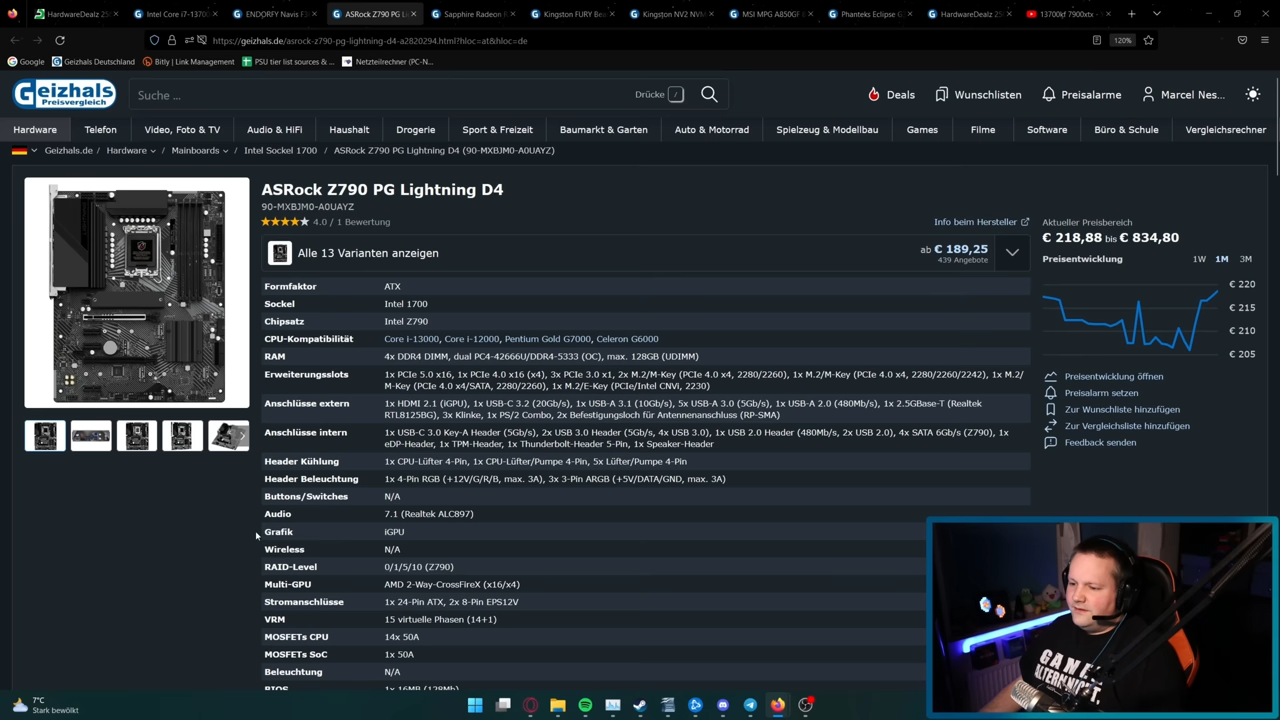 HardwareDealz 250
Intel Core i7-1370
ENDORFY Navis F3
ASRock Z790 PG Li
Sapphire Radeon R
Kingston FURY Bea
Kingston NV2 NVM
MSI MPG A850GF
Phanteks Eclipse G
HardwareDealz 250
13700kf 7900xtx -
https://geizhals.de/asrock-z790-pg-lightning-d4-a2820294.html?hloc=at&hloc=de
120%
Google
Geizhals Deutschland
Bitly | Link Management
PSU tier list sources & ...
Netzteilrechner (PC-N...
Geizhals
Preisvergleich
Suche ...
Drücke /
Deals
Wunschlisten
Preisalarme
Marcel Nes...
Hardware
Telefon
Video, Foto & TV
Audio & HiFi
Haushalt
Drogerie
Sport & Freizeit
Baumarkt & Garten
Auto & Motorrad
Spielzeug & Modellbau
Games
Filme
Software
Büro & Schule
Vergleichsrechner
Geizhals.de / Hardware / Mainboards / Intel Sockel 1700 / ASRock Z790 PG Lightning D4 (90-MXBJM0-A0UAYZ)
ASRock Z790 PG Lightning D4
90-MXBJM0-A0UAYZ
4.0 / 1 Bewertung
Info beim Hersteller
Alle 13 Varianten anzeigen
ab € 189,25
439 Angebote
Formfaktor ATX
Sockel Intel 1700
Chipsatz Intel Z790
CPU-Kompatibilität Core i-13000, Core i-12000, Pentium Gold G7000, Celeron G6000
RAM 4x DDR4 DIMM, dual PC4-42666U/DDR4-5333 (OC), max. 128GB (UDIMM)
Erweiterungsslots 1x PCIe 5.0 x16, 1x PCIe 4.0 x16 (x4), 3x PCIe 3.0 x1, 2x M.2/M-Key (PCIe 4.0 x4, 2280/2260), 1x M.2/M-Key (PCIe 4.0 x4, 2280/2260/2242), 1x M.2/
M-Key (PCIe 4.0 x4/SATA, 2280/2260), 1x M.2/E-Key (PCIe/Intel CNVi, 2230)
Anschlüsse extern 1x HDMI 2.1 (iGPU), 1x USB-C 3.2 (20Gb/s), 1x USB-A 3.1 (10Gb/s), 5x USB-A 3.0 (5Gb/s), 1x USB-A 2.0 (480Mb/s), 1x 2.5GBase-T (Realtek
RTL8125BG), 3x Klinke, 1x PS/2 Combo, 2x Befestigungsloch für Antennenanschluss (RP-SMA)
Anschlüsse intern 1x USB-C 3.0 Key-A Header (5Gb/s), 2x USB 3.0 Header (5Gb/s, 4x USB 3.0), 1x USB 2.0 Header (480Mb/s, 2x USB 2.0), 4x SATA 6Gb/s (Z790), 1x
eDP-Header, 1x TPM-Header, 1x Thunderbolt-Header 5-Pin, 1x Speaker-Header
Header Kühlung 1x CPU-Lüfter 4-Pin, 1x CPU-Lüfter/Pumpe 4-Pin, 5x Lüfter/Pumpe 4-Pin
Header Beleuchtung 1x 4-Pin RGB (+12V/G/R/B, max. 3A), 3x 3-Pin ARGB (+5V/DATA/GND, max. 3A)
Buttons/Switches N/A
Audio 7.1 (Realtek ALC897)
Grafik iGPU
Wireless N/A
RAID-Level 0/1/5/10 (Z790)
Multi-GPU AMD 2-Way-CrossFireX (x16/x4)
Stromanschlüsse 1x 24-Pin ATX, 2x 8-Pin EPS12V
VRM 15 virtuelle Phasen (14+1)
MOSFETs CPU 14x 50A
MOSFETs SoC 1x 50A
Beleuchtung N/A
BIOS 1x 16MB (128Mb)
Aktueller Preisbereich
€ 218,88 bis € 834,80
Preisentwicklung 1W 1M 3M
€ 220
€ 215
€ 210
€ 205
Preisentwicklung öffnen
Preisalarm setzen
Zur Wunschliste hinzufügen
Zur Vergleichsliste hinzufügen
Feedback senden
7°C
Stark bewölkt